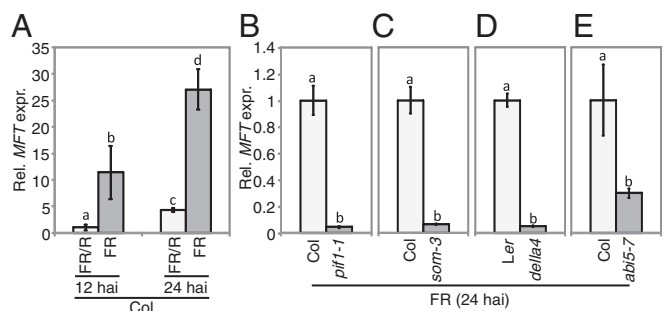 A
B
C
D
E
Rel. MFT expr.
35
30
25
20
15
10
5
0
a
b
c
d
FR/R
FR
FR/R
FR
12 hai
24 hai
Col
Rel. MFT expr.
1.4
1.2
1
0.8
0.6
0.4
0.2
0
a
b
a
b
a
b
a
b
Col
pif1-1
Col
som-3
Ler
della4
Col
abi5-7
FR (24 hai)